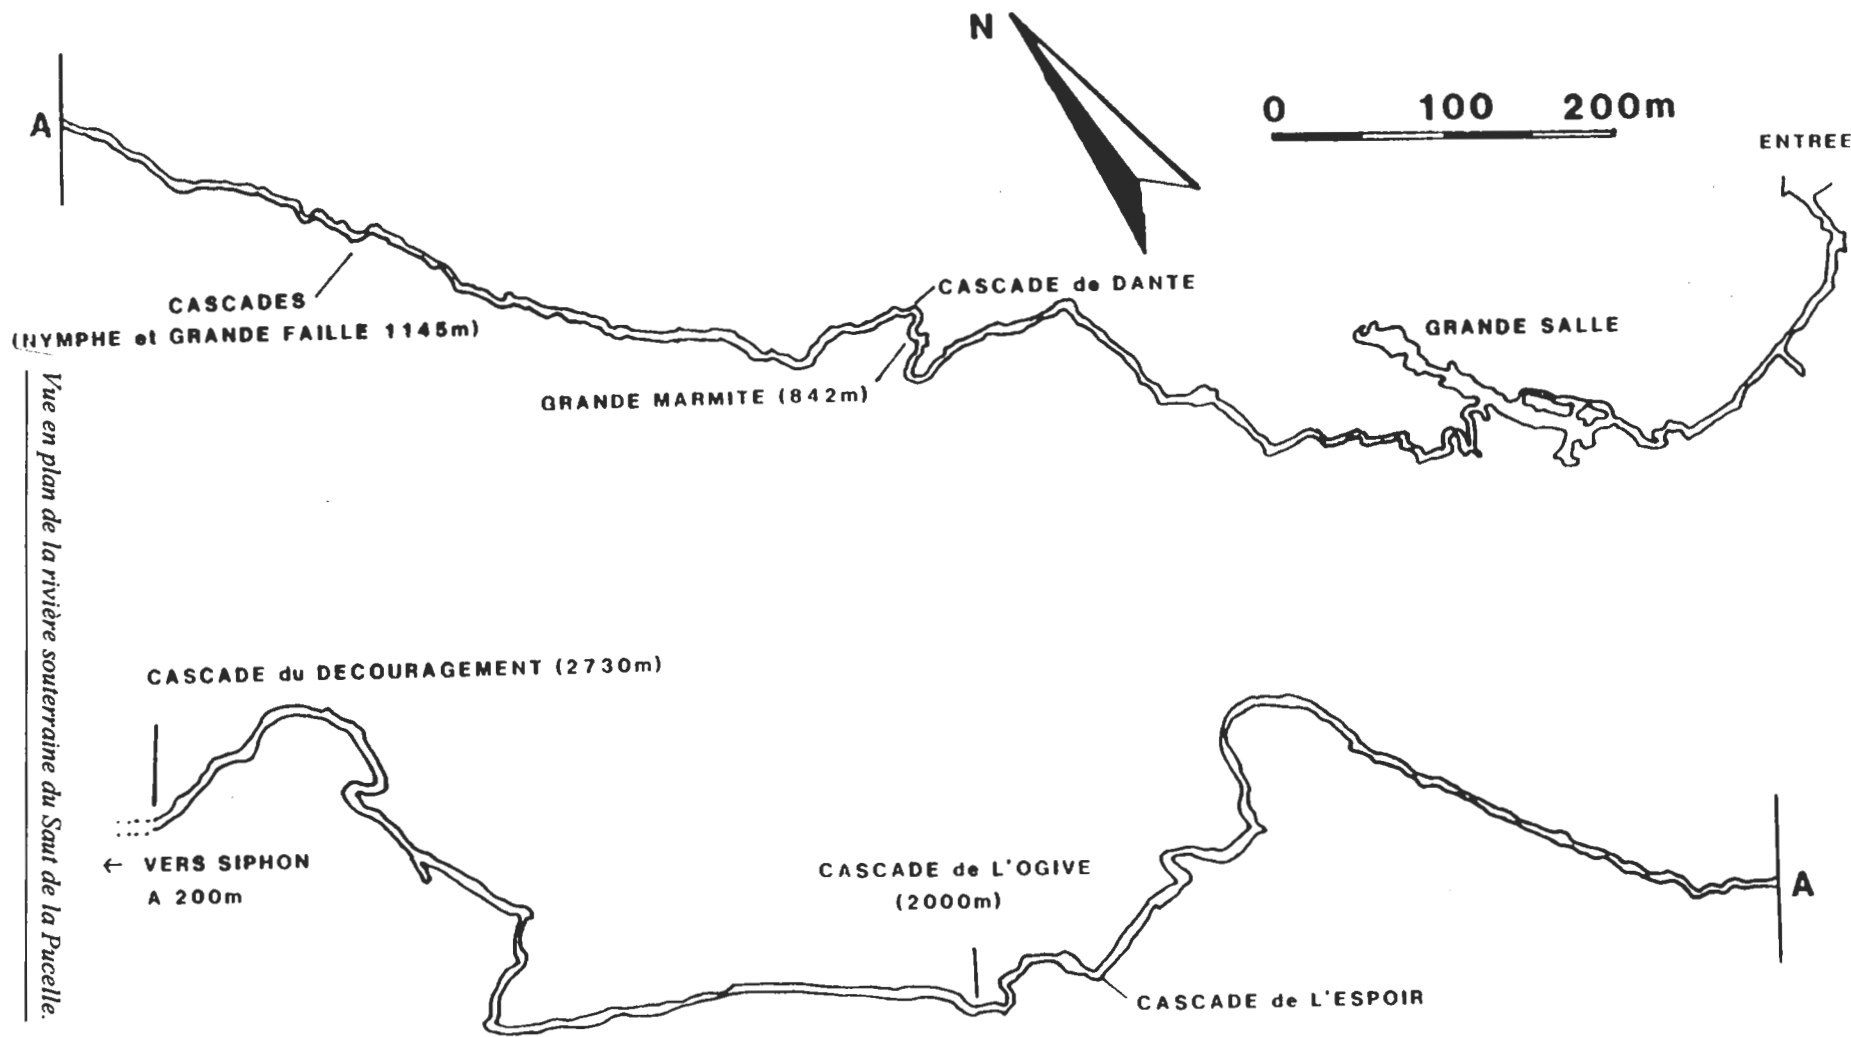 N
0 100 200m
ENTREE
A
CASCADE de DANTE
CASCADES
(NYMPHE et GRANDE FAILLE 1145m)
GRANDE SALLE
GRANDE MARMITE (842m)
Vue en plan de la rivière souterraine du Saut de la Pucelle.
CASCADE du DECOURAGEMENT (2730m)
← VERS SIPHON
A 200m
CASCADE de L'OGIVE
(2000m)
A
CASCADE de L'ESPOIR